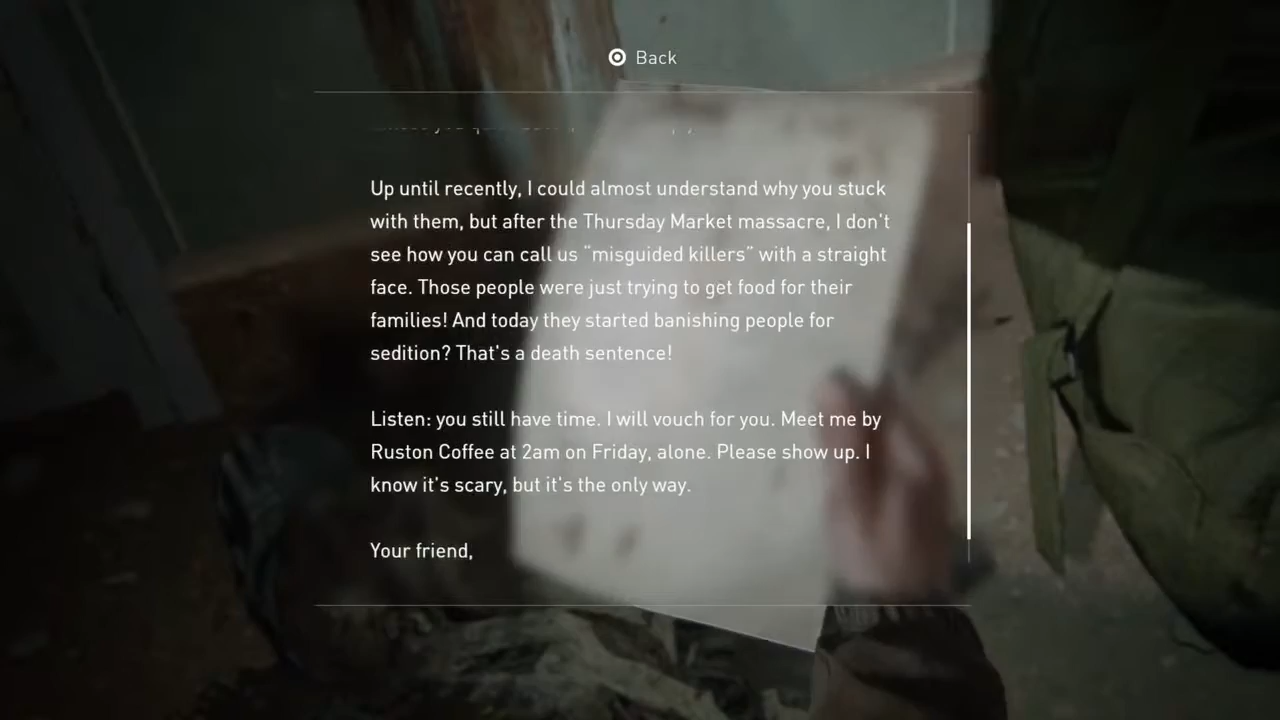 Back
Up until recently, I could almost understand why you stuck
with them, but after the Thursday Market massacre, I don't
see how you can call us “misguided killers” with a straight
face. Those people were just trying to get food for their
families! And today they started banishing people for
sedition? That's a death sentence!
Listen: you still have time. I will vouch for you. Meet me by
Ruston Coffee at 2am on Friday, alone. Please show up. I
know it's scary, but it's the only way.
Your friend,